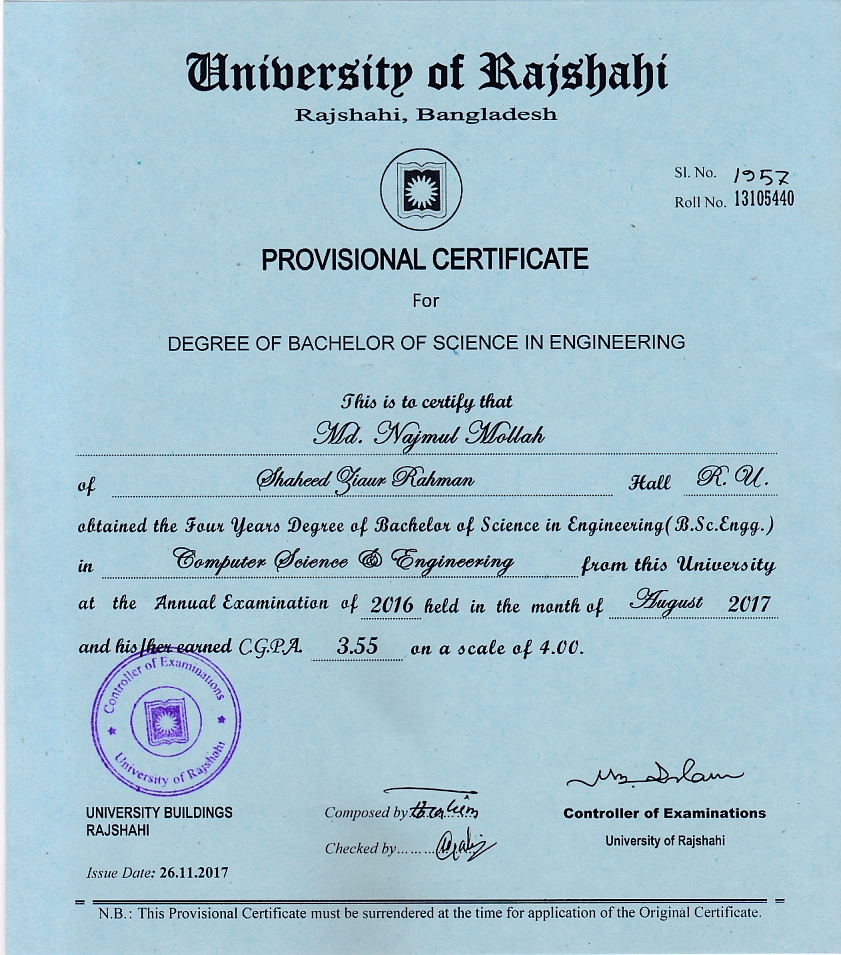 University of Rajshahi
Rajshahi, Bangladesh
Sl. No. 1957
Roll No. 13105440
PROVISIONAL CERTIFICATE
For
DEGREE OF BACHELOR OF SCIENCE IN ENGINEERING
This is to certify that
Md. Najmul Mollah
of Shaheed Ziaur Rahman Hall R. U.
obtained the Four Years Degree of Bachelor of Science in Engineering(B.Sc.Engg.)
in Computer Science & Engineering from this University
at the Annual Examination of 2016 held in the month of August 2017
and his/her earned C.G.P.A. 3.55 on a scale of 4.00.
Controller of Examinations
University of Rajshahi
UNIVERSITY BUILDINGS
RAJSHAHI
Composed by
Checked by.......
Controller of Examinations
University of Rajshahi
Issue Date: 26.11.2017
N.B.: This Provisional Certificate must be surrendered at the time for application of the Original Certificate.